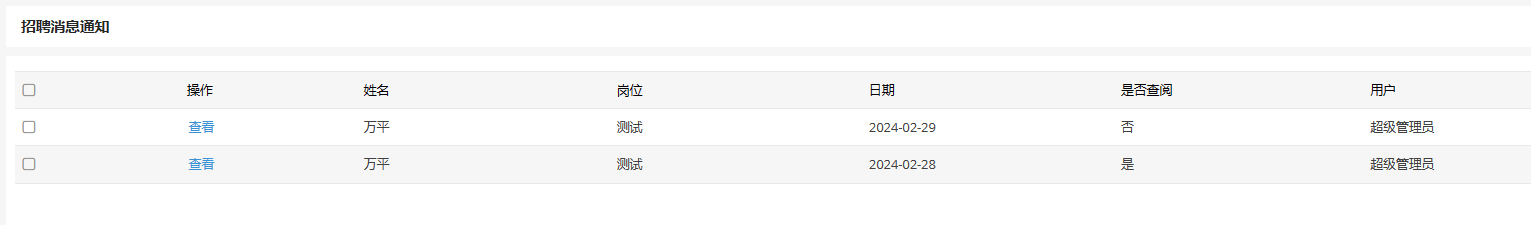 招聘消息通知
操作 姓名 岗位 日期 是否查阅 用户
查看 万平 测试 2024-02-29 否 超级管理员
查看 万平 测试 2024-02-28 是 超级管理员